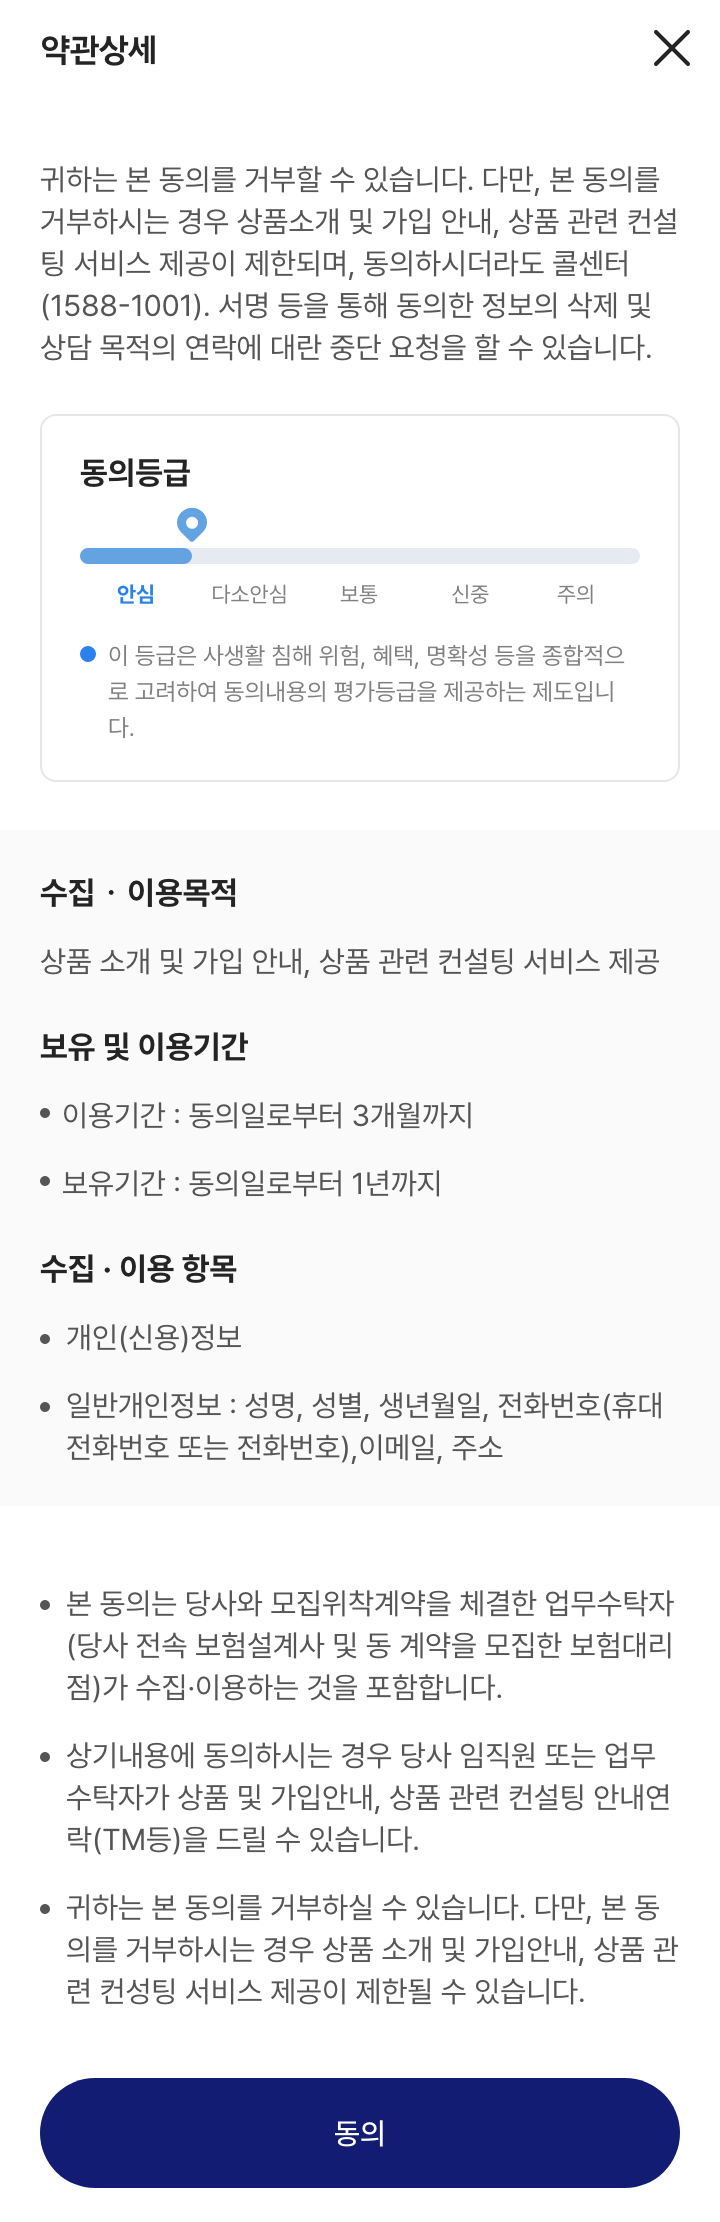 약관상세
귀하는 본 동의를 거부할 수 있습니다. 다만, 본 동의를
거부하시는 경우 상품소개 및 가입 안내, 상품 관련 컨설
팅 서비스 제공이 제한되며, 동의하시더라도 콜센터
(1588-1001). 서명 등을 통해 동의한 정보의 삭제 및
상담 목적의 연락에 대란 중단 요청을 할 수 있습니다.
동의등급
안심 다소안심 보통 신중 주의
이 등급은 사생활 침해 위험, 혜택, 명확성 등을 종합적으
로 고려하여 동의내용의 평가등급을 제공하는 제도입니
다.
수집 · 이용목적
상품 소개 및 가입 안내, 상품 관련 컨설팅 서비스 제공
보유 및 이용기간
• 이용기간 : 동의일로부터 3개월까지
• 보유기간 : 동의일로부터 1년까지
수집 · 이용 항목
• 개인(신용)정보
• 일반개인정보 : 성명, 성별, 생년월일, 전화번호(휴대
전화번호 또는 전화번호),이메일, 주소
• 본 동의는 당사와 모집위착계약을 체결한 업무수탁자
(당사 전속 보험설계사 및 동 계약을 모집한 보험대리
점)가 수집·이용하는 것을 포함합니다.
• 상기내용에 동의하시는 경우 당사 임직원 또는 업무
수탁자가 상품 및 가입안내, 상품 관련 컨설팅 안내연
락(TM등)을 드릴 수 있습니다.
• 귀하는 본 동의를 거부하실 수 있습니다. 다만, 본 동
의를 거부하시는 경우 상품 소개 및 가입안내, 상품 관
련 컨성팅 서비스 제공이 제한될 수 있습니다.
동의